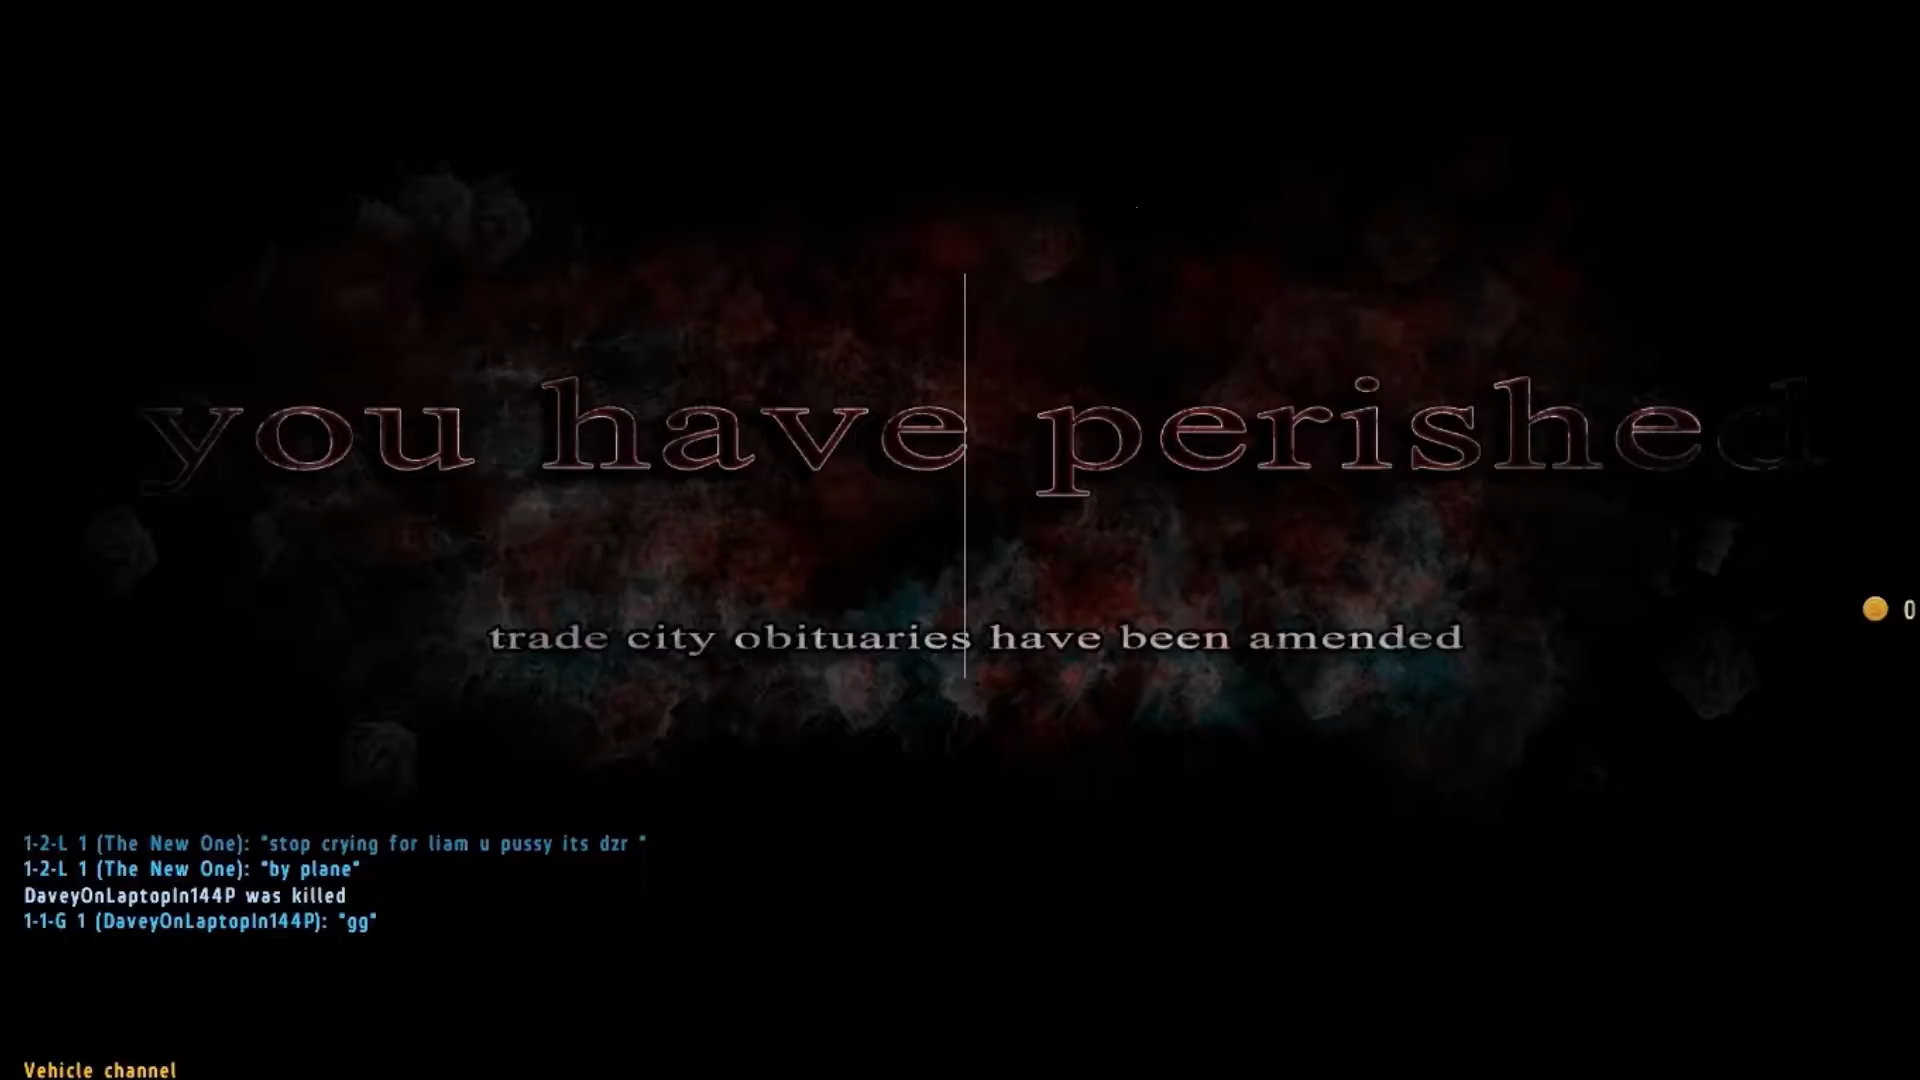 you have perished
trade city obituaries have been amended
0
1-2-L 1 (The New One): "stop crying for liam u pussy its dzr "
1-2-L 1 (The New One): "by plane"
DaveyOnLaptopIn144P was killed
1-1-G 1 (DaveyOnLaptopIn144P): "gg"
Vehicle channel